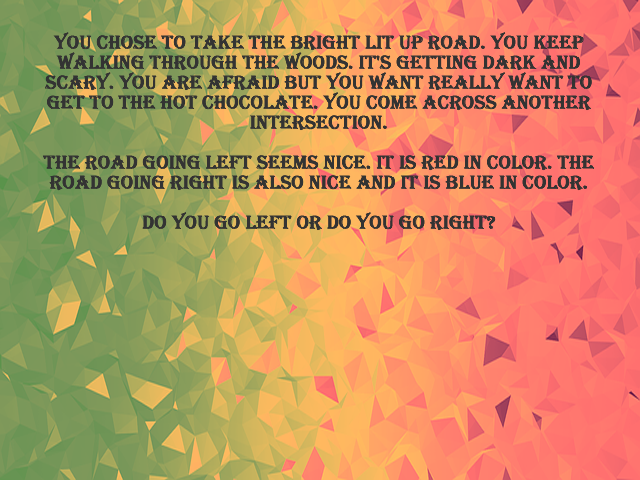 YOU CHOSE TO TAKE THE BRIGHT LIT UP ROAD. YOU KEEP
WALKING THROUGH THE WOODS. IT'S GETTING DARK AND
SCARY. YOU ARE AFRAID BUT YOU WANT REALLY WANT TO
GET TO THE HOT CHOCOLATE. YOU COME ACROSS ANOTHER
INTERSECTION.
THE ROAD GOING LEFT SEEMS NICE. IT IS RED IN COLOR. THE
ROAD GOING RIGHT IS ALSO NICE AND IT IS BLUE IN COLOR.
DO YOU GO LEFT OR DO YOU GO RIGHT?